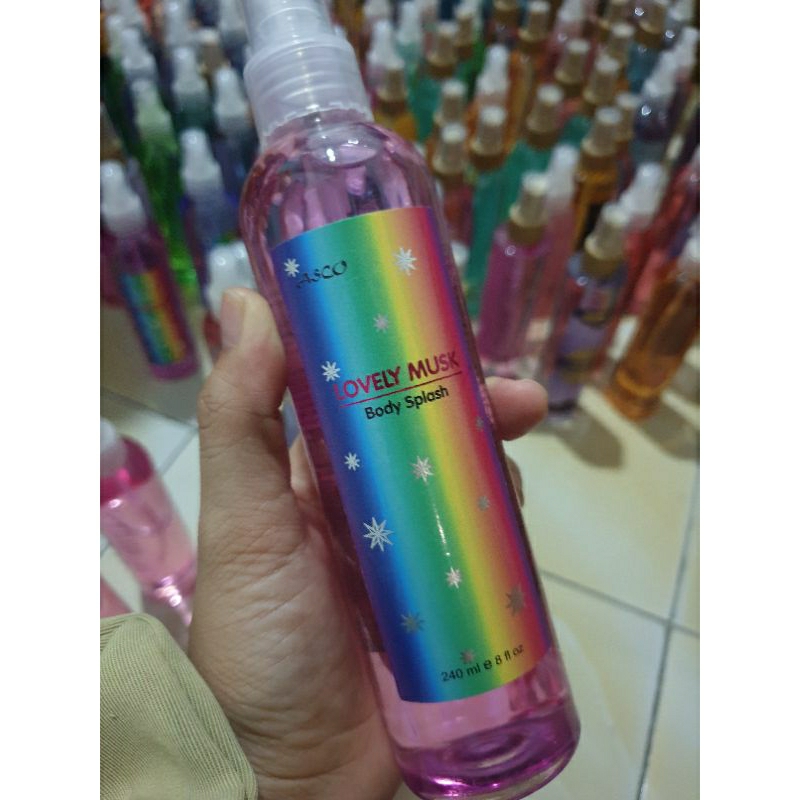 ASCO
LOVELY MUSK
Body Splash
240 ml e 8 fl oz